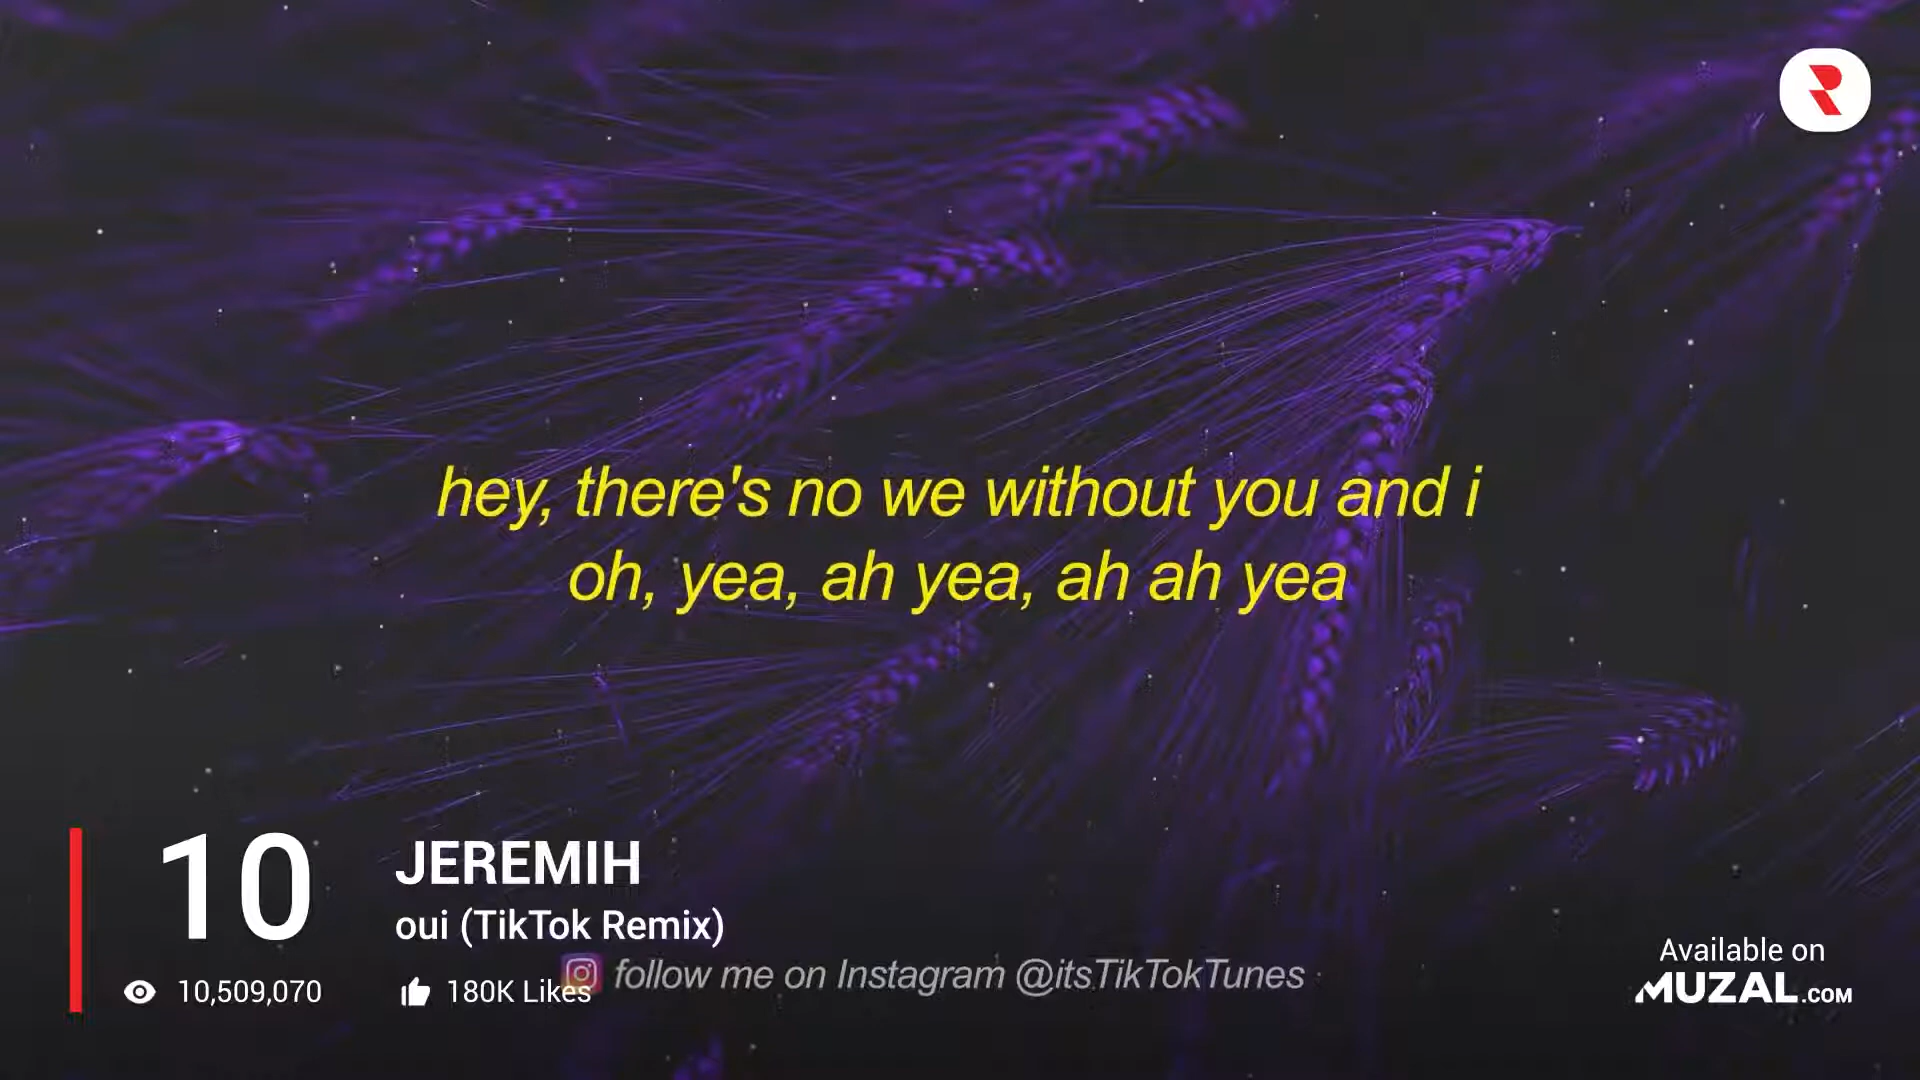 hey, there's no we without you and i
oh, yea, ah yea, ah ah yea
10
JEREMIH
oui (TikTok Remix)
10,509,070
180K Likes
follow me on Instagram @itsTikTokTunes
Available on
MUZAL.COM